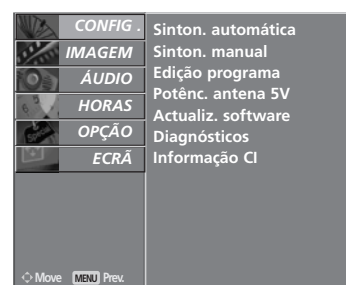 CONFIG .
IMAGEM
ÁUDIO
HORAS
OPÇÃO
ECRÃ
Sinton. automática
Sinton. manual
Edição programa
Potênc. antena 5V
Actualiz. software
Diagnósticos
Informação CI
Move MENU Prev.